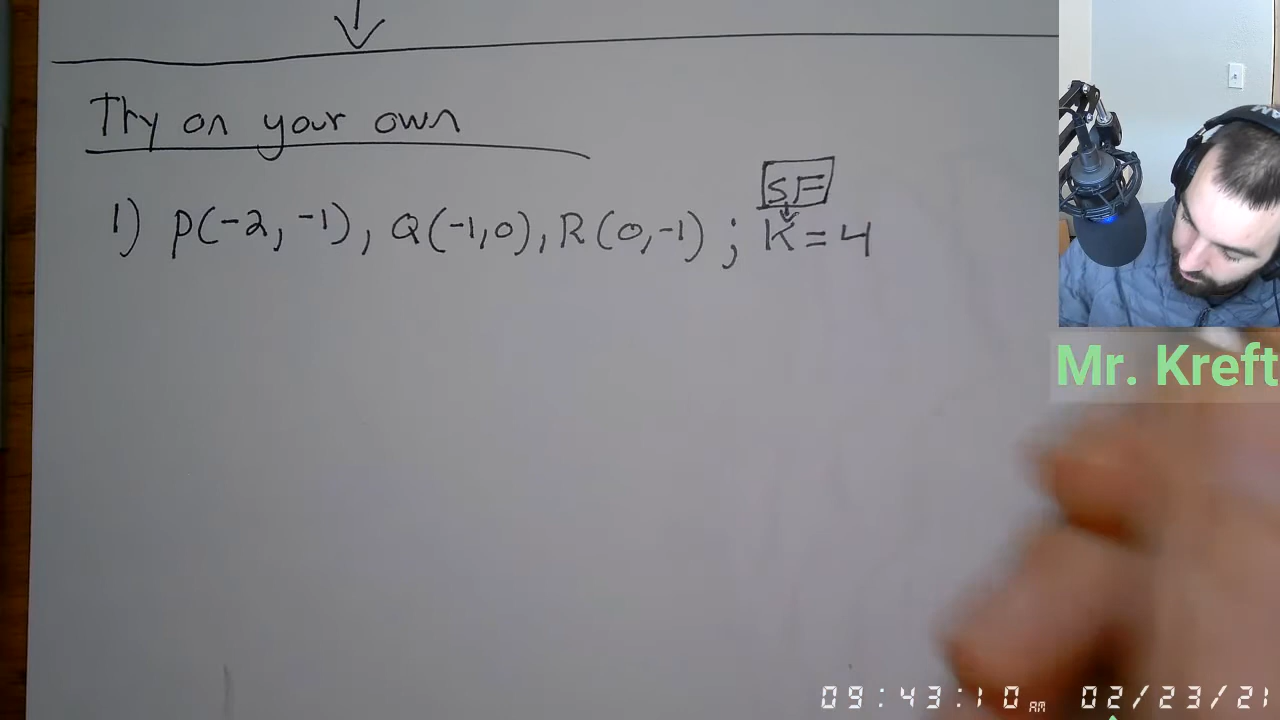 Try on your own
SF
1) P(-2, -1), Q(-1,0), R(0,-1) ; K=4
Mr. Kreft
09:43:10 AM 02/23/21